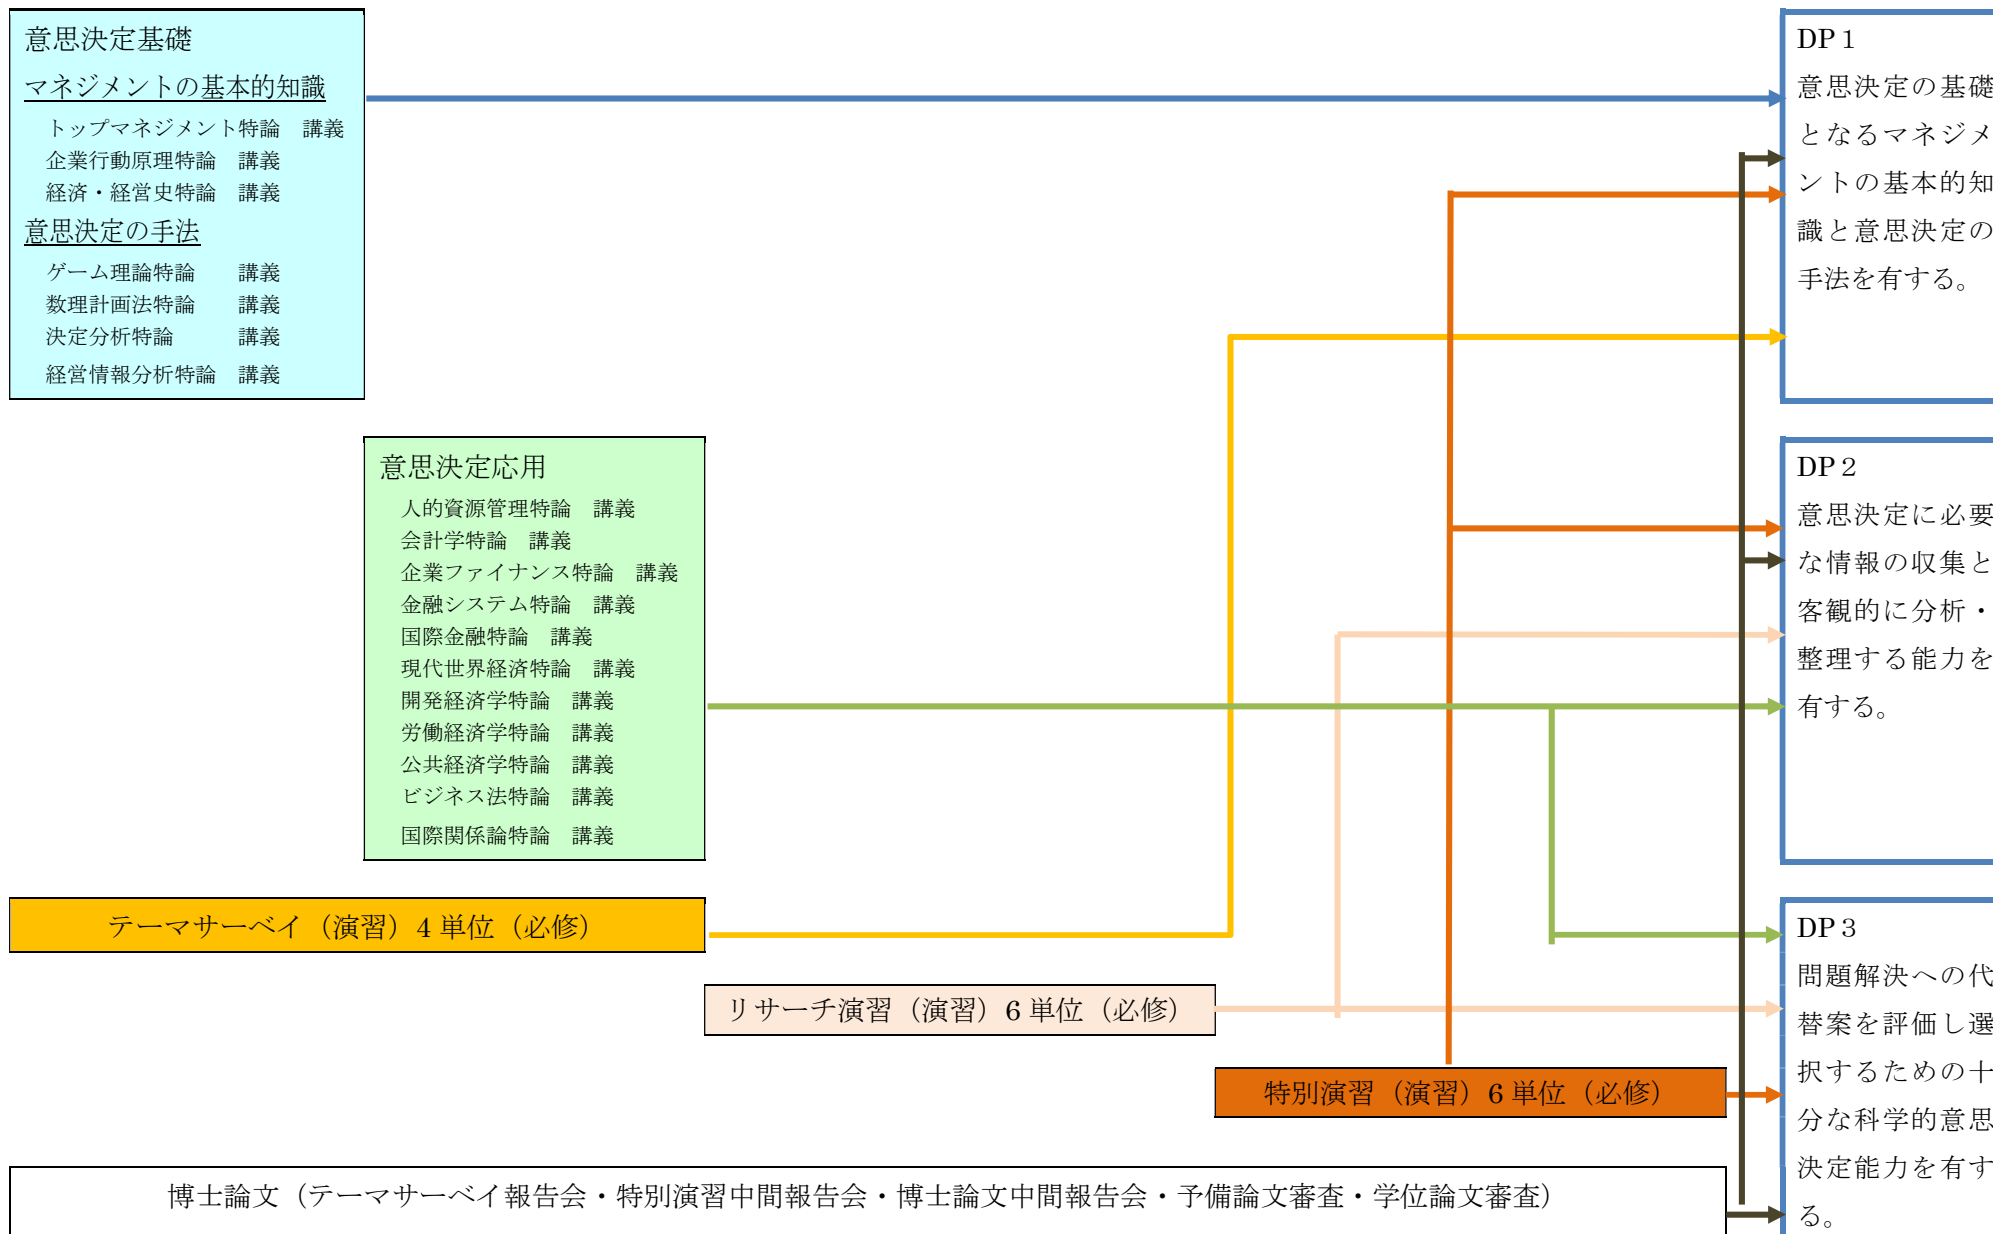 意思決定基礎
マネジメントの基本的知識
トップマネジメント特論　講義
企業行動原理特論　講義
経済・経営史特論　講義
意思決定の手法
ゲーム理論特論　　講義
数理計画法特論　　講義
決定分析特論　　　講義
経営情報分析特論　講義
意思決定応用
人的資源管理特論　講義
会計学特論　講義
企業ファイナンス特論　講義
金融システム特論　講義
国際金融特論　講義
現代世界経済特論　講義
開発経済学特論　講義
労働経済学特論　講義
公共経済学特論　講義
ビジネス法特論　講義
国際関係論特論　講義
テーマサーベイ（演習）4 単位（必修）
リサーチ演習（演習）6 単位（必修）
特別演習（演習）6 単位（必修）
博士論文（テーマサーベイ報告会・特別演習中間報告会・博士論文中間報告会・予備論文審査・学位論文審査）
DP１
意思決定の基礎
となるマネジメ
ントの基本的知
識と意思決定の
手法を有する。
DP２
意思決定に必要
な情報の収集と
客観的に分析・
整理する能力を
有する。
DP３
問題解決への代
替案を評価し選
択するための十
分な科学的意思
決定能力を有す
る。